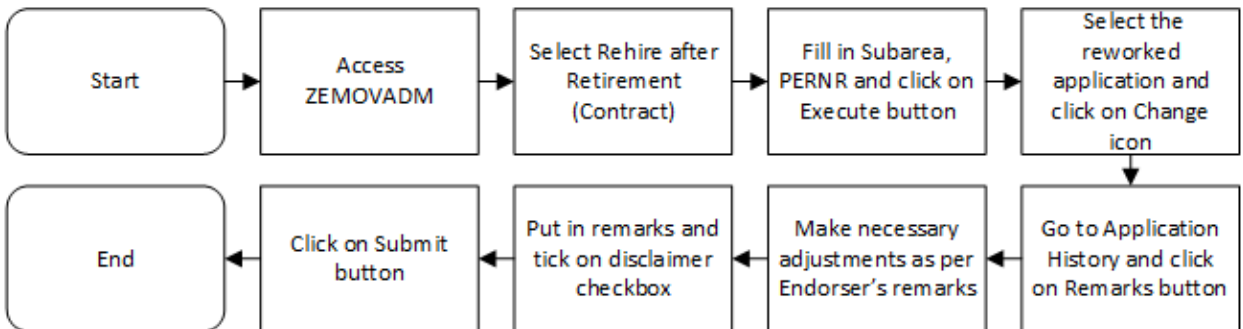 Start
Access
ZEMOVADM
Select Rehire after
Retirement
(Contract)
Fill in Subarea,
PERNR and click on
Execute button
Select the
reworked
application and
click on Change
icon
Go to Application
History and click
on Remarks button
Make necessary
adjustments as per
Endorser's remarks
Put in remarks and
tick on disclaimer
checkbox
Click on Submit
button
End